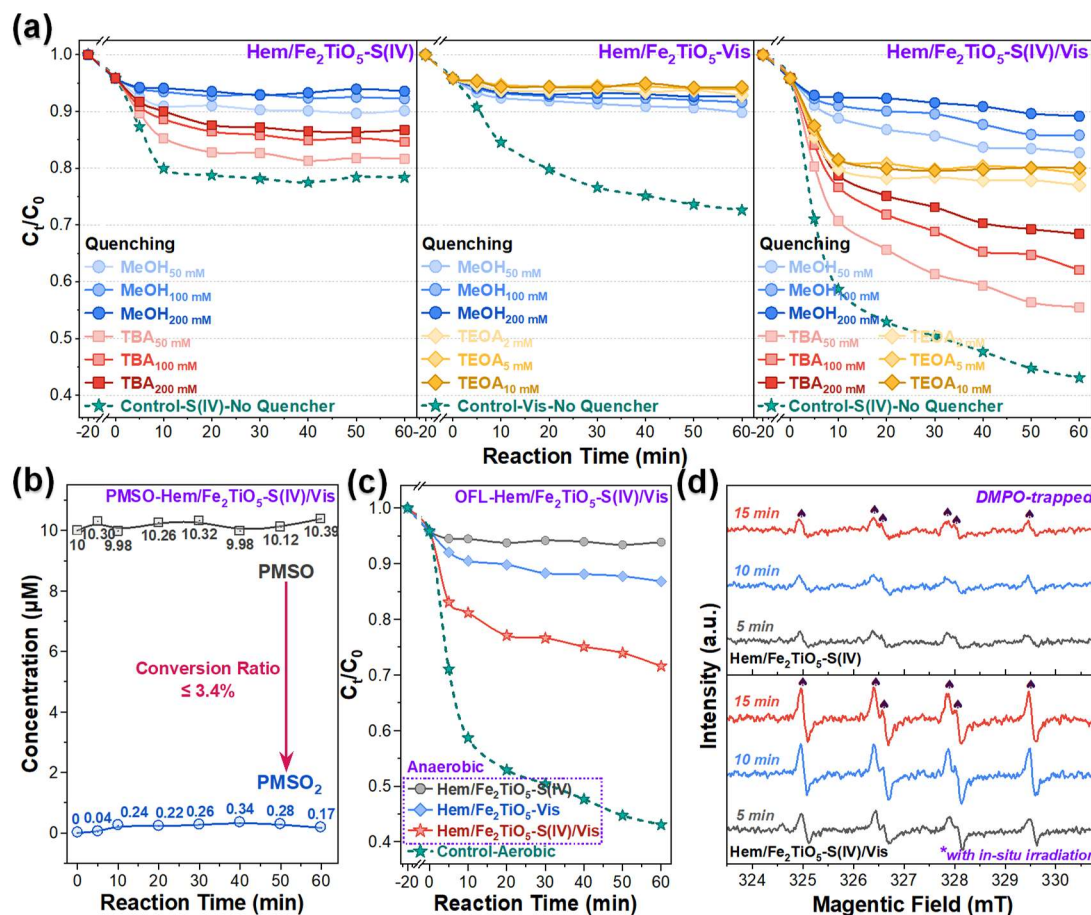 (a)
Hem/Fe₂TiO₅-S(IV)
Hem/Fe₂TiO₅-Vis
Hem/Fe₂TiO₅-S(IV)/Vis
1.0
0.9
0.8
0.7
0.6
0.5
0.4
Cₜ/C₀
Quenching
MeOH50 mM
MeOH100 mM
MeOH200 mM
TBA50 mM
TBA100 mM
TBA200 mM
Control-S(IV)-No Quencher
Quenching
MeOH50 mM
MeOH100 mM
MeOH200 mM
TEOA2 mM
TEOA5 mM
TEOA10 mM
Control-Vis-No Quencher
Quenching
MeOH50 mM
MeOH100 mM
MeOH200 mM
TBA50 mM
TBA100 mM
TBA200 mM
TEOA
TEOA5 mM
TEOA10 mM
Control-S(IV)-No Quencher
-20 0 10 20 30 40 50 60
-20 0 10 20 30 40 50 60
-20 0 10 20 30 40 50 60
Reaction Time (min)
(b)
PMSO-Hem/Fe₂TiO₅-S(IV)/Vis
12
10
8
6
4
2
0
Concentration (μM)
10 10.30 9.98 10.26 10.32 9.98 10.12 10.39
PMSO
Conversion Ratio
≤ 3.4%
PMSO₂
0 0.04 0.24 0.22 0.26 0.34 0.28 0.17
0 10 20 30 40 50 60
Reaction Time (min)
(c)
OFL-Hem/Fe₂TiO₅-S(IV)/Vis
1.0
0.9
0.8
0.7
0.6
0.5
0.4
Cₜ/C₀
Anaerobic
Hem/Fe₂TiO₅-S(IV)
Hem/Fe₂TiO₅-Vis
Hem/Fe₂TiO₅-S(IV)/Vis
Control-Aerobic
-20 0 10 20 30 40 50 60
Reaction Time (min)
(d)
DMPO-trapped
15 min
10 min
5 min
Hem/Fe₂TiO₅-S(IV)
15 min
10 min
5 min
Hem/Fe₂TiO₅-S(IV)/Vis
*with in-situ irradiation
Intensity (a.u.)
324 325 326 327 328 329 330
Magentic Field (mT)